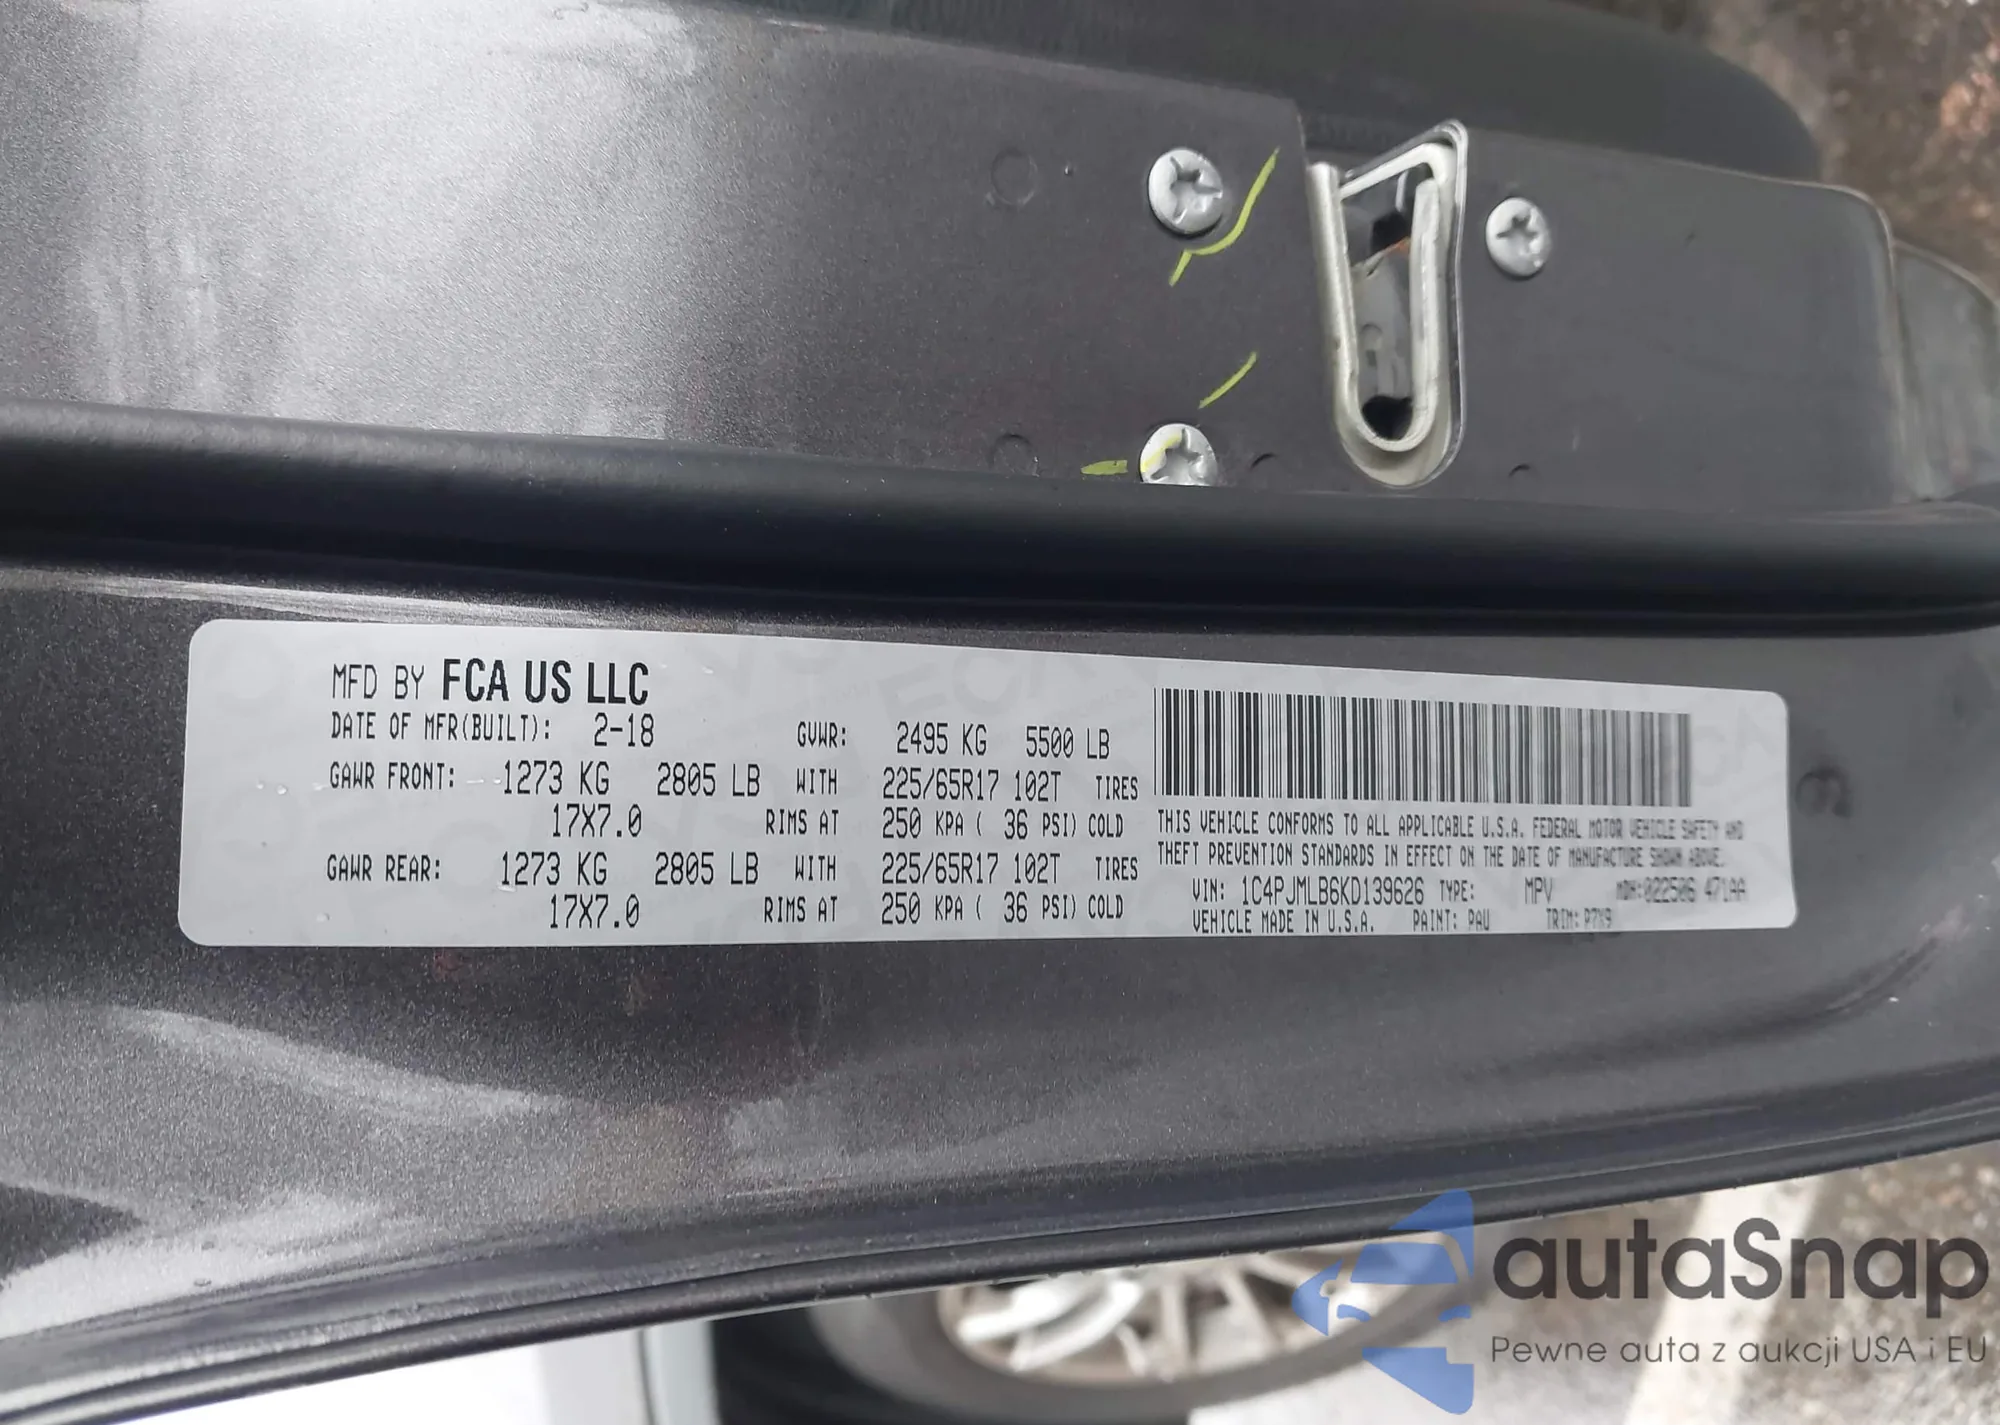 MFD BY FCA US LLC
DATE OF MFR(BUILT): 2-18 GVWR: 2495 KG 5500 LB
GAWR FRONT: 1273 KG 2805 LB WITH 225/65R17 102T TIRES
17X7.0 RIMS AT 250 KPA ( 36 PSI) COLD
GAWR REAR: 1273 KG 2805 LB WITH 225/65R17 102T TIRES
17X7.0 RIMS AT 250 KPA ( 36 PSI) COLD
THIS VEHICLE CONFORMS TO ALL APPLICABLE U.S.A. FEDERAL MOTOR VEHICLE SAFETY AND
THEFT PREVENTION STANDARDS IN EFFECT ON THE DATE OF MANUFACTURE SHOWN ABOVE.
VIN: 1C4PJMLB6KD139626 TYPE: MPV MDH:022506 471AA
VEHICLE MADE IN U.S.A. PAINT: PAU TRIM:
autaSnap
Pewne auta z aukcji USA i EU